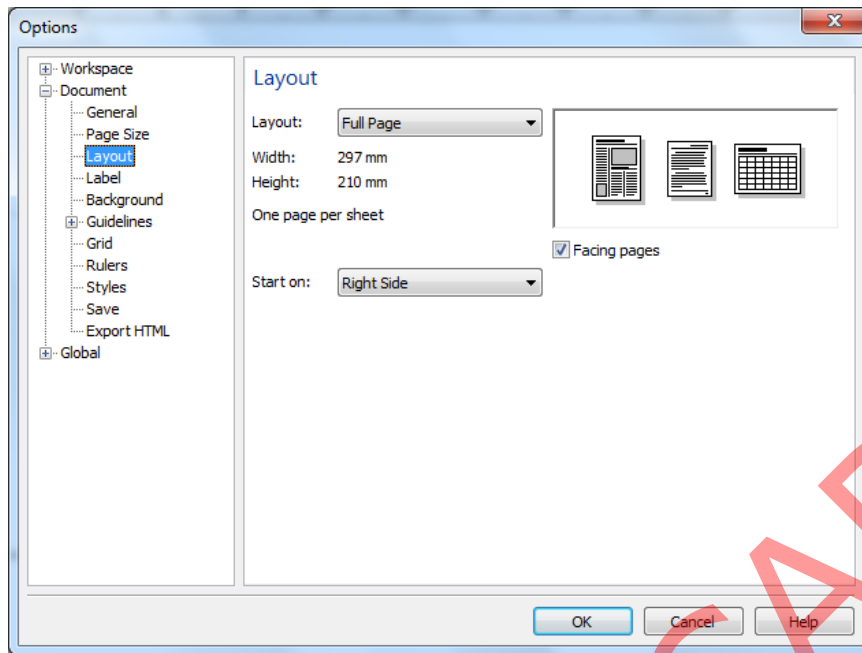 Options
Workspace
Document
General
Page Size
Layout
Label
Background
Guidelines
Grid
Rulers
Styles
Save
Export HTML
Global
Layout
Layout: Full Page
Width: 297 mm
Height: 210 mm
One page per sheet
Facing pages
Start on: Right Side
OK Cancel Help